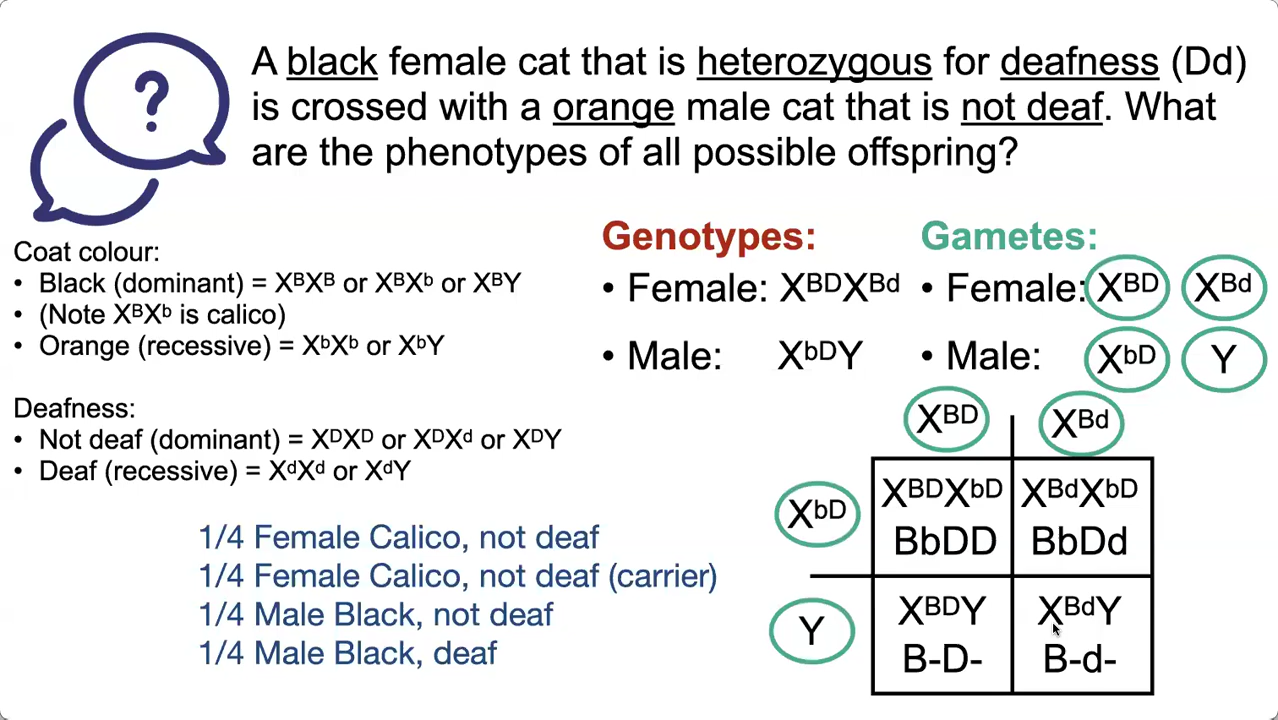 ?
A black female cat that is heterozygous for deafness (Dd)
is crossed with a orange male cat that is not deaf. What
are the phenotypes of all possible offspring?
Coat colour:
• Black (dominant) = XᴮXᴮ or XᴮXᵇ or XᴮY
• (Note XᴮXᵇ is calico)
• Orange (recessive) = XᵇXᵇ or XᵇY
Deafness:
• Not deaf (dominant) = XᴰXᴰ or XᴰXᵈ or XᴰY
• Deaf (recessive) = XᵈXᵈ or XᵈY
1/4 Female Calico, not deaf
1/4 Female Calico, not deaf (carrier)
1/4 Male Black, not deaf
1/4 Male Black, deaf
Genotypes:
• Female: XᴮᴰXᴮᵈ
• Male: XᵇᴰY
Gametes:
• Female: Xᴮᴰ Xᴮᵈ
• Male: Xᵇᴰ Y
Xᴮᴰ Xᴮᵈ
Xᵇᴰ XᴮᴰXᵇᴰ XᴮᵈXᵇᴰ
BbDD BbDd
Y XᴮᴰY XᴮᵈY
B-D- B-d-